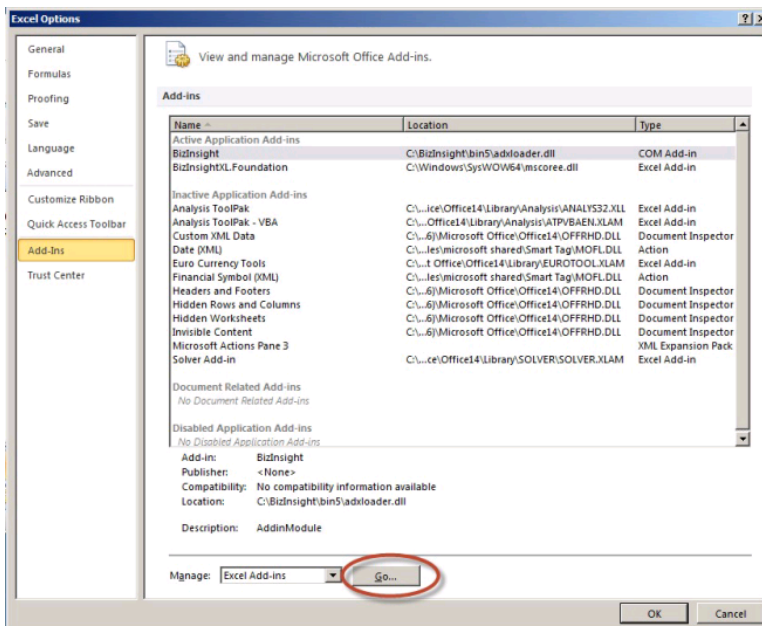 Excel Options
General
Formulas
Proofing
Save
Language
Advanced
Customize Ribbon
Quick Access Toolbar
Add-Ins
Trust Center
View and manage Microsoft Office Add-ins.
Add-ins
Name Location Type
Active Application Add-ins
BizInsight C:\BizInsight\bin5\adxloader.dll COM Add-in
BizInsightXL.Foundation C:\Windows\SysWOW64\mscoree.dll Excel Add-in
Inactive Application Add-ins
Analysis ToolPak C:\...ice\Office14\Library\Analysis\ANALYS32.XLL Excel Add-in
Analysis ToolPak - VBA C:\...Office14\Library\Analysis\ATPVBAEN.XLAM Excel Add-in
Custom XML Data C:\...6)\Microsoft Office\Office14\OFFRHD.DLL Document Inspector
Date (XML) C:\...les\microsoft shared\Smart Tag\MOFL.DLL Action
Euro Currency Tools C:\...t Office\Office14\Library\EUROTOOL.XLAM Excel Add-in
Financial Symbol (XML) C:\...les\microsoft shared\Smart Tag\MOFL.DLL Action
Headers and Footers C:\...6)\Microsoft Office\Office14\OFFRHD.DLL Document Inspector
Hidden Rows and Columns C:\...6)\Microsoft Office\Office14\OFFRHD.DLL Document Inspector
Hidden Worksheets C:\...6)\Microsoft Office\Office14\OFFRHD.DLL Document Inspector
Invisible Content C:\...6)\Microsoft Office\Office14\OFFRHD.DLL Document Inspector
Microsoft Actions Pane 3 XML Expansion Pack
Solver Add-in C:\...ce\Office14\Library\SOLVER\SOLVER.XLAM Excel Add-in
Document Related Add-ins
No Document Related Add-ins
Disabled Application Add-ins
No Disabled Application Add-ins
Add-in: BizInsight
Publisher: <None>
Compatibility: No compatibility information available
Location: C:\BizInsight\bin5\adxloader.dll
Description: AddinModule
Manage: Excel Add-ins Go...
OK Cancel